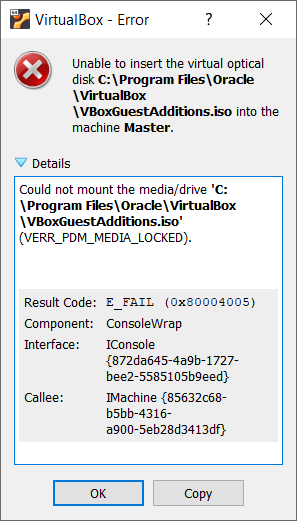 VirtualBox - Error
Unable to insert the virtual optical
disk C:\Program Files\Oracle
\VirtualBox
\VBoxGuestAdditions.iso into the
machine Master.
Details
Could not mount the media/drive 'C:
\Program Files\Oracle\VirtualBox
\VBoxGuestAdditions.iso'
(VERR_PDM_MEDIA_LOCKED).
Result Code: E_FAIL (0x80004005)
Component: ConsoleWrap
Interface: IConsole
{872da645-4a9b-1727-
bee2-5585105b9eed}
Callee: IMachine {85632c68-
b5bb-4316-
a900-5eb28d3413df}
OK Copy